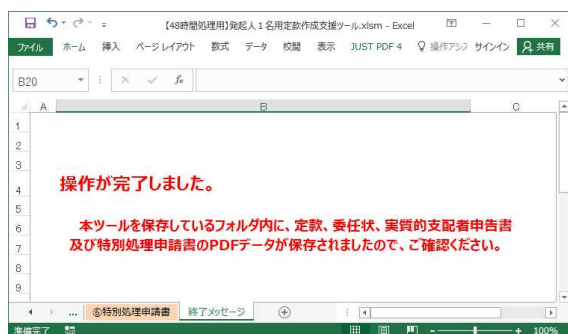 【48時間処理用】発起人1名用定款作成支援ツール.xlsm - Excel
ファイル ホーム 挿入 ページ レイアウト 数式 データ 校閲 表示 JUST PDF 4 操作アシス サインイン 共有
B20 fx
A B C
1
2
3
4 操作が完了しました。
5
6 本ツールを保存しているフォルダ内に、定款、委任状、実質的支配者申告書
7 及び特別処理申請書のPDFデータが保存されましたので、ご確認ください。
8
9
... ⑥特別処理申請書 終了メッセージ
準備完了 100%